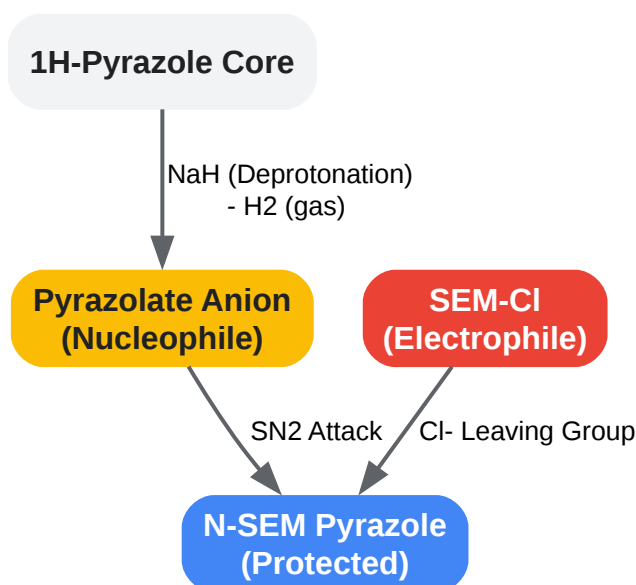 1H-Pyrazole Core
NaH (Deprotonation)
- H2 (gas)
Pyrazolate Anion
(Nucleophile)
SEM-Cl
(Electrophile)
SN2 Attack
Cl- Leaving Group
N-SEM Pyrazole
(Protected)